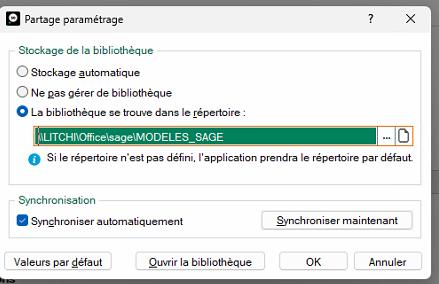 Partage paramétrage
Stockage de la bibliothèque
Stockage automatique
Ne pas gérer de bibliothèque
La bibliothèque se trouve dans le répertoire :
\\LITCHI\Office\sage\MODELES_SAGE
...
Si le répertoire n'est pas défini, l'application prendra le répertoire par défaut.
Synchronisation
Synchroniser automatiquement
Synchroniser maintenant
Valeurs par défaut
Ouvrir la bibliothèque
OK
Annuler